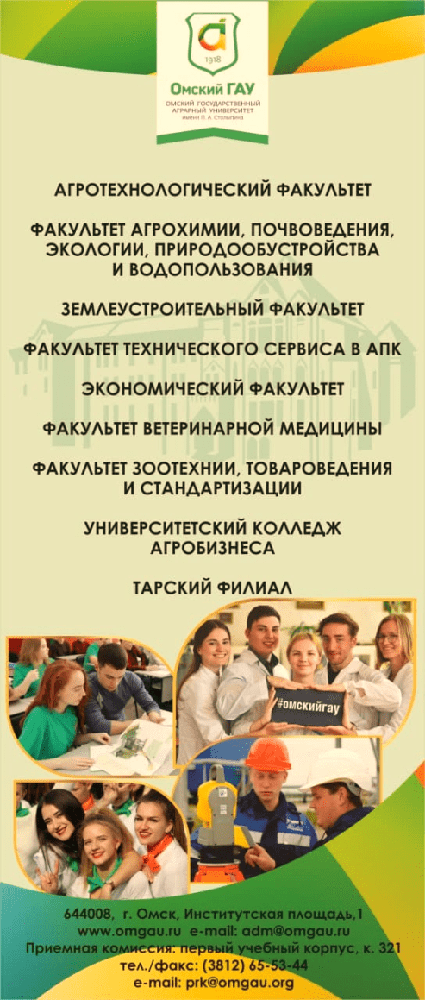 1918
Омский ГАУ
ОМСКИЙ ГОСУДАРСТВЕННЫЙ
АГРАРНЫЙ УНИВЕРСИТЕТ
имени П. А. Столыпина
АГРОТЕХНОЛОГИЧЕСКИЙ ФАКУЛЬТЕТ
ФАКУЛЬТЕТ АГРОХИМИИ, ПОЧВОВЕДЕНИЯ,
ЭКОЛОГИИ, ПРИРОДООБУСТРОЙСТВА
И ВОДОПОЛЬЗОВАНИЯ
ЗЕМЛЕУСТРОИТЕЛЬНЫЙ ФАКУЛЬТЕТ
ФАКУЛЬТЕТ ТЕХНИЧЕСКОГО СЕРВИСА В АПК
ЭКОНОМИЧЕСКИЙ ФАКУЛЬТЕТ
ФАКУЛЬТЕТ ВЕТЕРИНАРНОЙ МЕДИЦИНЫ
ФАКУЛЬТЕТ ЗООТЕХНИИ, ТОВАРОВЕДЕНИЯ
И СТАНДАРТИЗАЦИИ
УНИВЕРСИТЕТСКИЙ КОЛЛЕДЖ
АГРОБИЗНЕСА
ТАРСКИЙ ФИЛИАЛ
#омскийгау
644008, г. Омск, Институтская площадь,1
www.omgau.ru e-mail: adm@omgau.ru
Приемная комиссия: первый учебный корпус, к. 321
тел./факс: (3812) 65-53-44
e-mail: prk@omgau.org